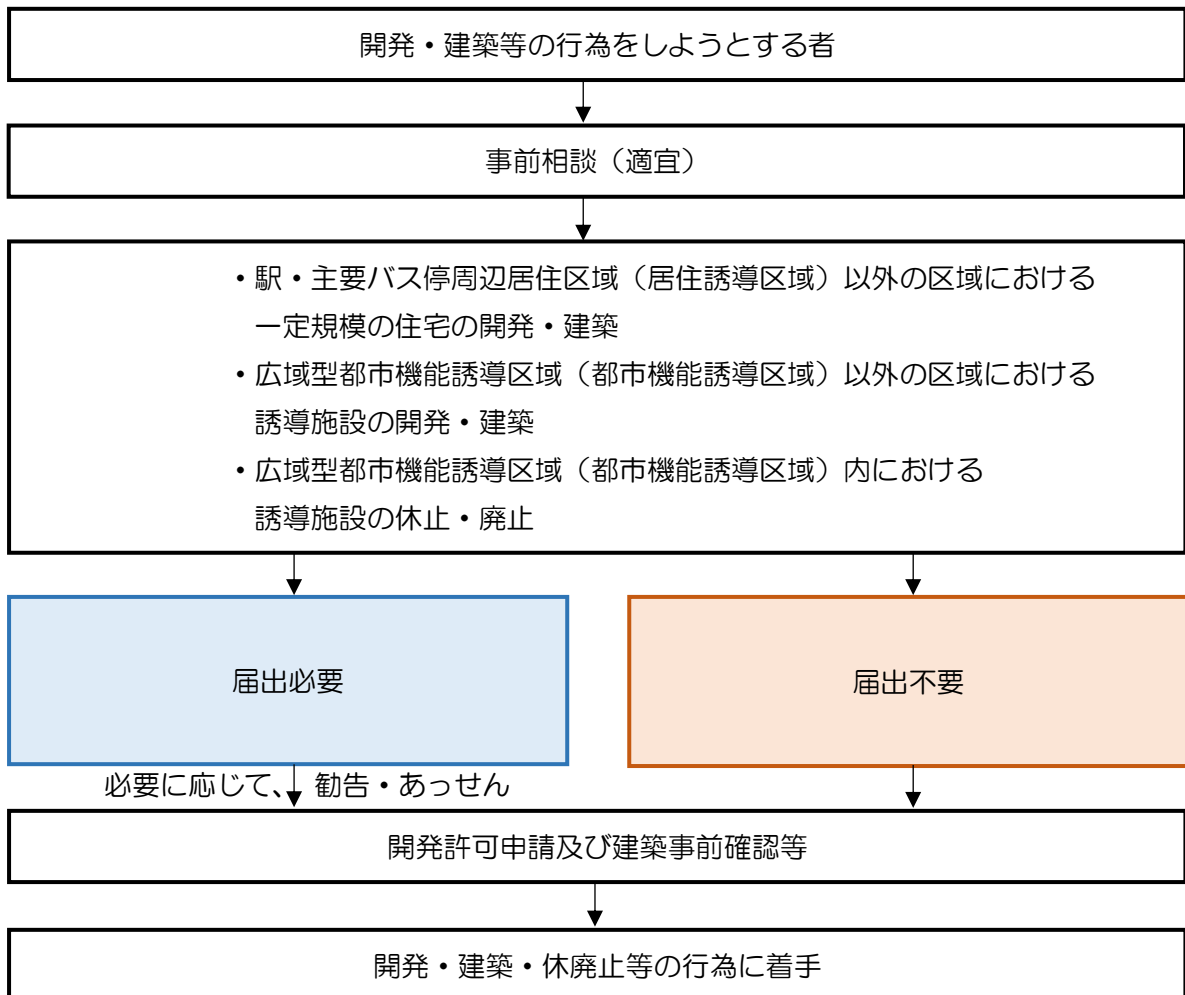 開発・建築等の行為をしようとする者
事前相談（適宜）
・駅・主要バス停周辺居住区域（居住誘導区域）以外の区域における
一定規模の住宅の開発・建築
・広域型都市機能誘導区域（都市機能誘導区域）以外の区域における
誘導施設の開発・建築
・広域型都市機能誘導区域（都市機能誘導区域）内における
誘導施設の休止・廃止
届出必要
届出不要
必要に応じて、勧告・あっせん
開発許可申請及び建築事前確認等
開発・建築・休廃止等の行為に着手